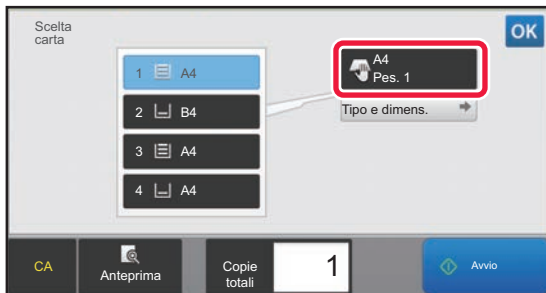 Scelta
carta
OK
1 A4
2 B4
3 A4
4 A4
A4
Pes. 1
Tipo e dimens.
CA
Anteprima
Copie
totali
1
Avvio